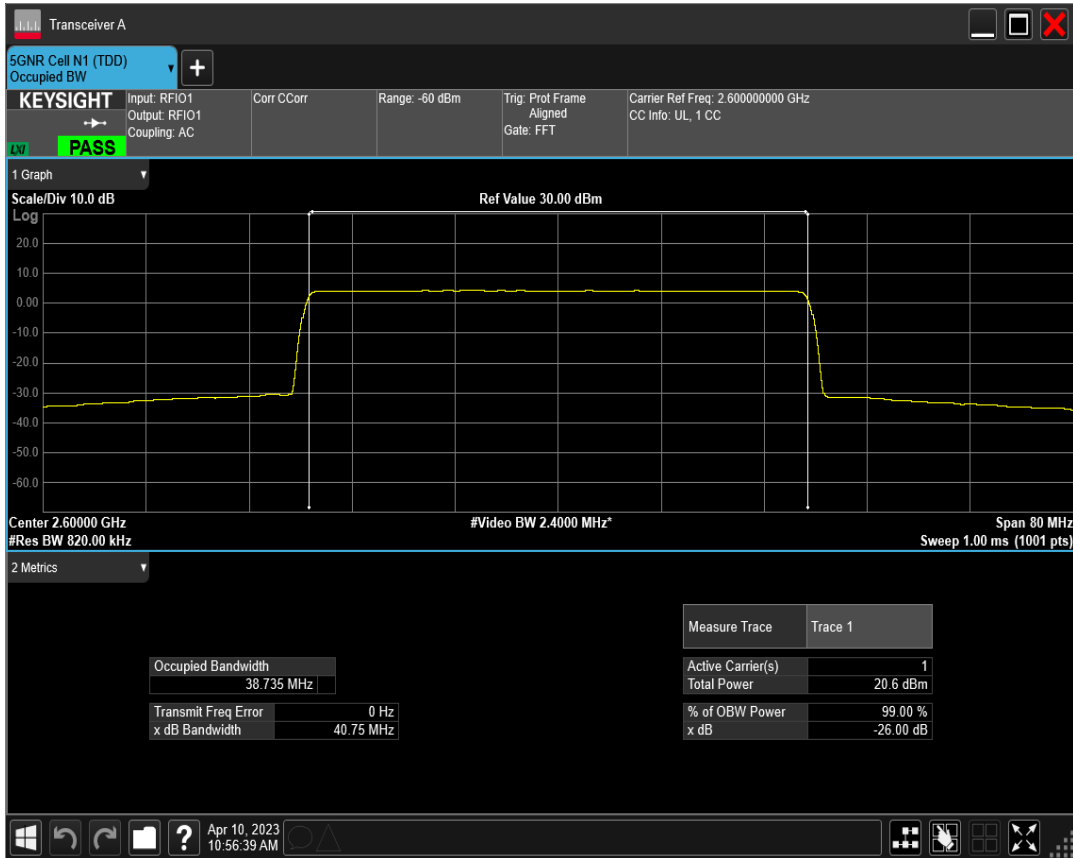 Transceiver A
5GNR Cell N1 (TDD)
Occupied BW
+
KEYSIGHT
LXI
PASS
Input: RFIO1
Output: RFIO1
Coupling: AC
Corr CCorr
Range: -60 dBm
Trig: Prot Frame
Aligned
Gate: FFT
Carrier Ref Freq: 2.600000000 GHz
CC Info: UL, 1 CC
1 Graph
Scale/Div 10.0 dB
Ref Value 30.00 dBm
Log
20.0
10.0
0.00
-10.0
-20.0
-30.0
-40.0
-50.0
-60.0
Center 2.60000 GHz
#Video BW 2.4000 MHz*
Span 80 MHz
#Res BW 820.00 kHz
Sweep 1.00 ms (1001 pts)
2 Metrics
Measure Trace Trace 1
Occupied Bandwidth
38.735 MHz
Active Carrier(s) 1
Total Power 20.6 dBm
Transmit Freq Error 0 Hz
x dB Bandwidth 40.75 MHz
% of OBW Power 99.00 %
x dB -26.00 dB
?
Apr 10, 2023
10:56:39 AM